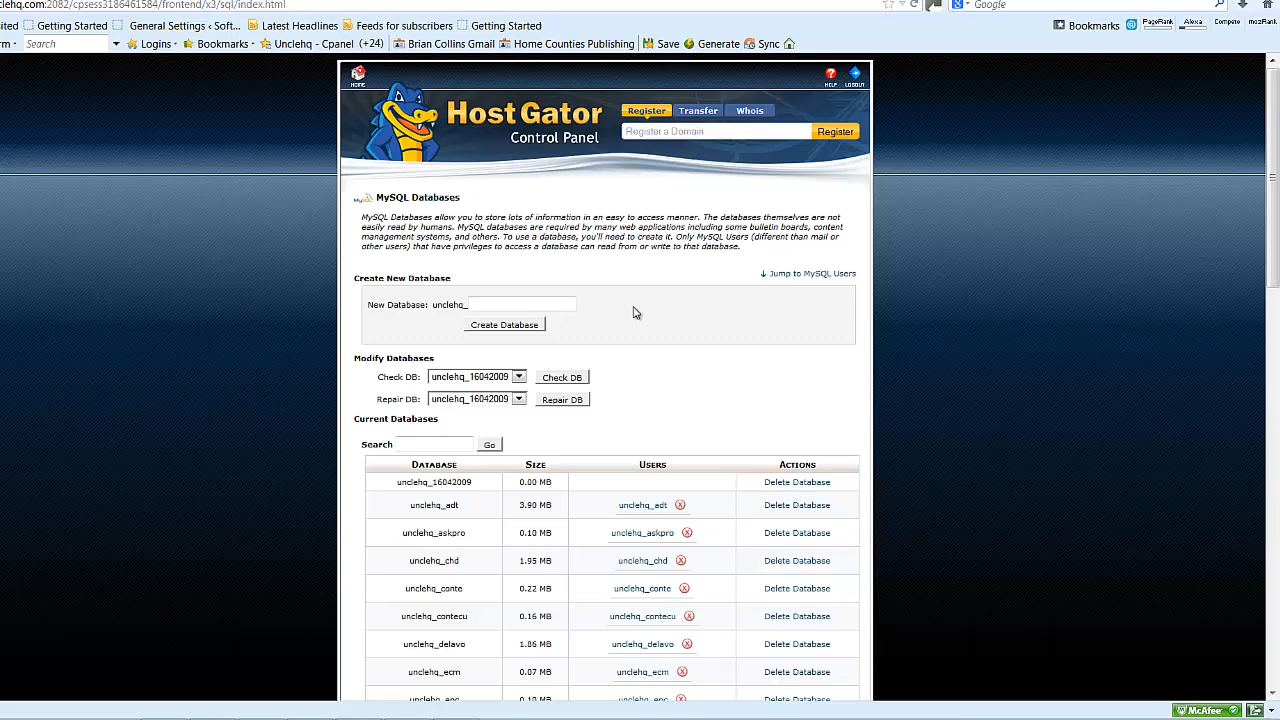 clehq.com:2082/cpsess3186461584/frontend/x3/sql/index.html
Google
Getting Started General Settings - Soft... Latest Headlines Feeds for subscribers Getting Started
Bookmarks PageRank Alexa Compete mozRank
Search Logins Bookmarks Unclehq - Cpanel (+24) Brian Collins Gmail Home Counties Publishing Save Generate Sync
HOME
HELP LOGOUT
Host Gator
Control Panel
Register Transfer Whois
Register a Domain Register
MySQL MySQL Databases
MySQL Databases allow you to store lots of information in an easy to access manner. The databases themselves are not
easily read by humans. MySQL databases are required by many web applications including some bulletin boards, content
management systems, and others. To use a database, you'll need to create it. Only MySQL Users (different than mail or
other users) that have privileges to access a database can read from or write to that database.
Jump to MySQL Users
Create New Database
New Database: unclehq_
Create Database
Modify Databases
Check DB: unclehq_16042009 Check DB
Repair DB: unclehq_16042009 Repair DB
Current Databases
Search Go
DATABASE SIZE USERS ACTIONS
unclehq_16042009 0.00 MB Delete Database
unclehq_adt 3.90 MB unclehq_adt Delete Database
unclehq_askpro 0.10 MB unclehq_askpro Delete Database
unclehq_chd 1.95 MB unclehq_chd Delete Database
unclehq_conte 0.22 MB unclehq_conte Delete Database
unclehq_contecu 0.16 MB unclehq_contecu Delete Database
unclehq_delavo 1.86 MB unclehq_delavo Delete Database
unclehq_ecm 0.07 MB unclehq_ecm Delete Database
McAfee